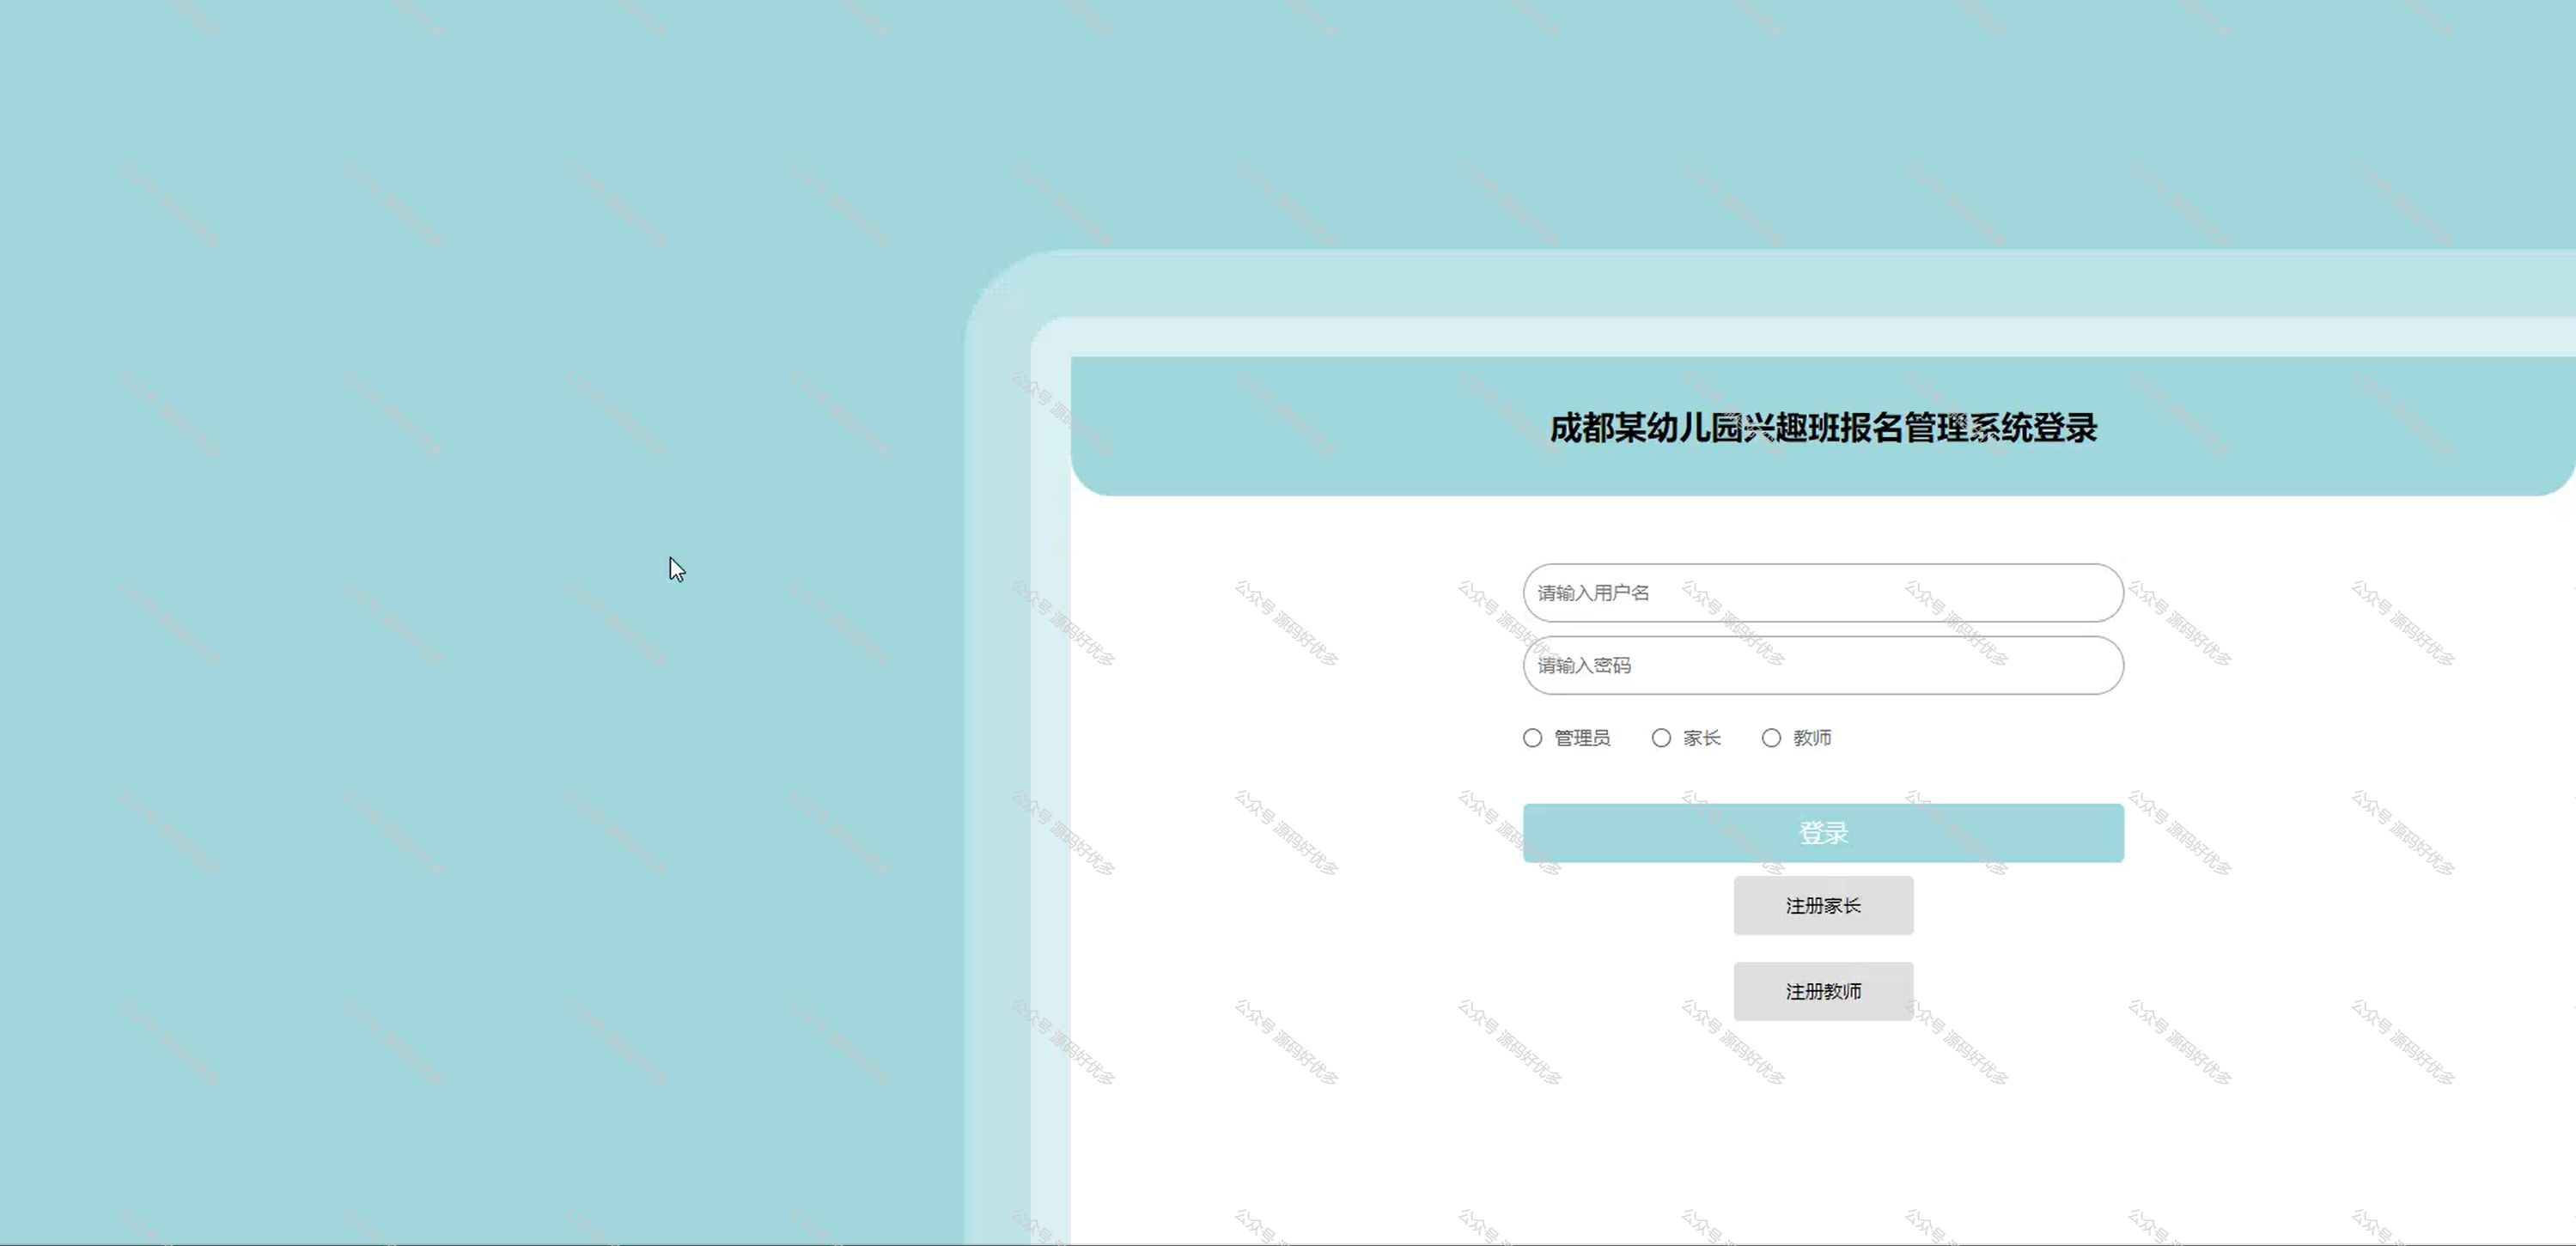 成都某幼儿园兴趣班报名管理系统登录
请输入用户名
请输入密码
管理员 家长 教师
登录
注册家长
注册教师
公众号 源码好优多